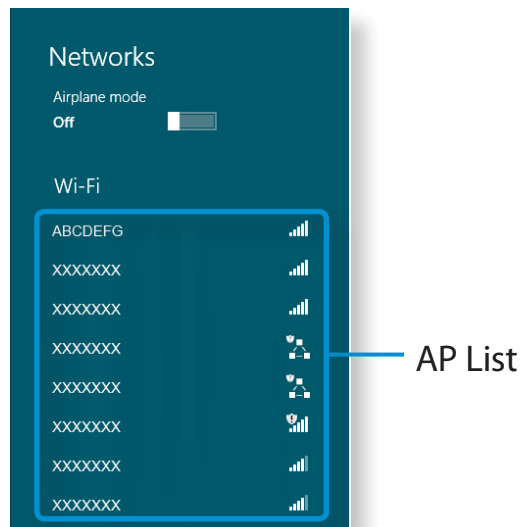 Networks
Airplane mode
Off
Wi-Fi
ABCDEFG
XXXXXXX
XXXXXXX
XXXXXXX
XXXXXXX
XXXXXXX
XXXXXXX
XXXXXXX
AP List